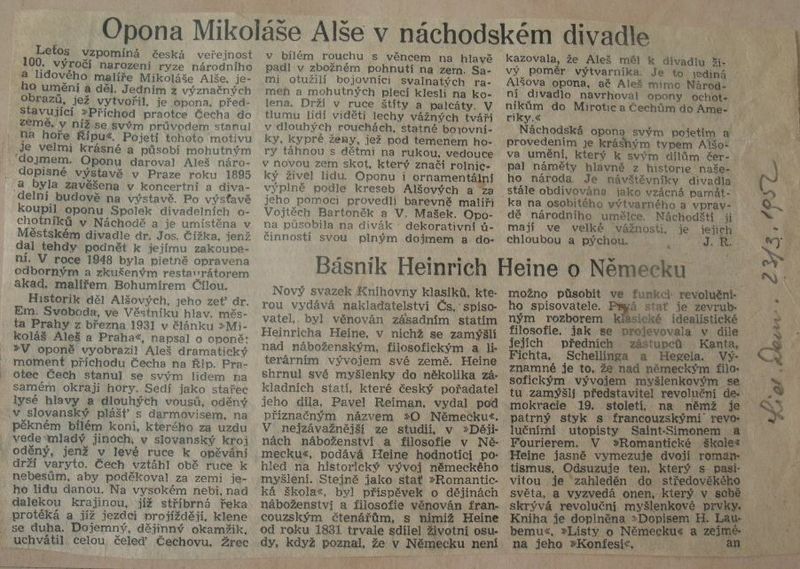 Opona Mikoláše Alše v náchodském divadle
Letos vzpomíná česká veřejnost
100. výročí narození ryze národního
a lidového malíře Mikoláše Alše, je-
ho umění a děl. Jedním z význačných
obrazů, jež vytvořil, je opona, před-
stavující »Příchod praotce Čecha do
země, v níž se svým průvodem stanul
na hoře Řípu«. Pojetí tohoto motivu
je velmi krásné a působí mohutným
dojmem. Oponu daroval Aleš náro-
dopisné výstavě v Praze roku 1895
a byla zavěšena v koncertní a diva-
delní budově na výstavě. Po výstavě
koupil oponu Spolek divadelních o-
chotníků v Náchodě a je umístěna v
Městském divadle dr. Jos. Čížka, jenž
dal tehdy podnět k jejímu zakoupe-
ní. V roce 1948 byla pietně opravena
odborným a zkušeným restaurátorem
akad. malířem Bohumírem Čílou.
Historik děl Alšových, jeho zeť dr.
Em. Svoboda, ve Věstníku hlav. měs-
ta Prahy z března 1931 v článku »Mi-
koláš Aleš a Praha«, napsal o oponě:
»V oponě vyobrazil Aleš dramatický
moment příchodu Čecha na Říp. Pra-
otec Čech stanul se svým lidem na
samém okraji hory. Sedí jako stařec
lysé hlavy a dlouhých vousů, oděný
v slovanský plášť s darmovisem, na
pěkném bílém koni, kterého za uzdu
vede mladý jinoch, v slovanský kroj
oděný, jenž v levé ruce k opěvání
drží varyto. Čech vztáhl obě ruce k
nebesům, aby poděkoval za zemi je-
ho lidu danou. Na vysokém nebi, nad
dalekou krajinou, jíž stříbrná řeka
protéká a již jezdci projíždějí, klene
se duha. Dojemný, dějinný okamžik,
uchvátil celou čeleď Čechovu. Žrec
v bílém rouchu s věncem na hlavě
padl v zbožném pohnutí na zem. Sa-
mi otužilí bojovníci svalnatých ra-
men a mohutných plecí klesli na ko-
lena. Drží v ruce štíty a palcáty. V
tlumu lidí viděti lechy vážných tváří
v dlouhých rouchách, statné bojovní-
ky, kypré ženy, jež pod temenem ho-
ry táhnou s dětmi na rukou, vedouce
v novou zem skot, který značí rolnic-
ký živel lidu. Oponu i ornamentální
výplně podle kreseb Alšových a za
jeho pomoci provedli barevně malíři
Vojtěch Bartoněk a V. Mašek. Opo-
na působila na divák dekorativní ú-
činností svou plným dojmem a do-
kazovala, že Aleš měl k divadlu ži-
vý poměr výtvarníka. Je to jediná
Alšova opona, ač Aleš mimo Národ-
ní divadlo navrhoval opony ochot-
níkům do Mirotic a Čechům do Ame-
riky.«
Náchodská opona svým pojetím a
provedením je krásným typem Alšo-
va umění, který k svým dílům čer-
pal náměty hlavně z historie naše-
ho národa. Je návštěvníky divadla
stále obdivována jako vzácná památ-
ka na osobitého výtvarného a vprav-
dě národního umělce. Náchodští ji
mají ve velké vážnosti, je jejich
chloubou a pýchou. J. R.
Básník Heinrich Heine o Německu
Nový svazek Knihovny klasiků, kte-
rou vydává nakladatelství Čs. spiso-
vatel, byl věnován zásadním statím
Heinricha Heine, v nichž se zamýšlí
nad náboženským, filosofickým a li-
terárním vývojem své země. Heine
shrnul své myšlenky do několika zá-
kladních statí, které český pořadatel
jeho díla, Pavel Reiman, vydal pod
příznačným názvem »O Německu«.
V nejzávažnější ze studií, v »Ději-
nách náboženství a filosofie v Ně-
mecku«, podává Heine hodnotící po-
hled na historický vývoj německého
myšlení. Stejně jako stať »Romantic-
ká škola«, byl příspěvek o dějinách
náboženství a filosofie věnován fran-
couzským čtenářům, s nimiž Heine
od roku 1831 trvale sdílel životní osu-
dy, když poznal, že v Německu není
možno působit ve funkci revoluční-
ho spisovatele. Prvá stať je zevrub-
ným rozborem klasické idealistické
filosofie, jak se projevovala v díle
jejích předních zástupců Kanta,
Fichta, Schellinga a Hegela. Vý-
znamné je to, že nad německým filo-
sofickým vývojem myšlenkovým se
tu zamýšlí představitel revoluční de-
mokracie 19. století, na němž je
patrný styk s francouzskými revo-
lučními utopisty Saint-Simonem a
Fourierem. V »Romantické škole«
Heine jasně vymezuje dvojí roman-
tismus. Odsuzuje ten, který s pasi-
vitou je zahleděn do středověkého
světa, a vyzvedá onen, který v sobě
skrývá revoluční myšlenkové prvky.
Kniha je doplněna »Dopisem H. Lau-
bemu«, »Listy o Německu« a zejmé-
na jeho »Konfesí«. an
Lid. Dem. 23/3. 1952